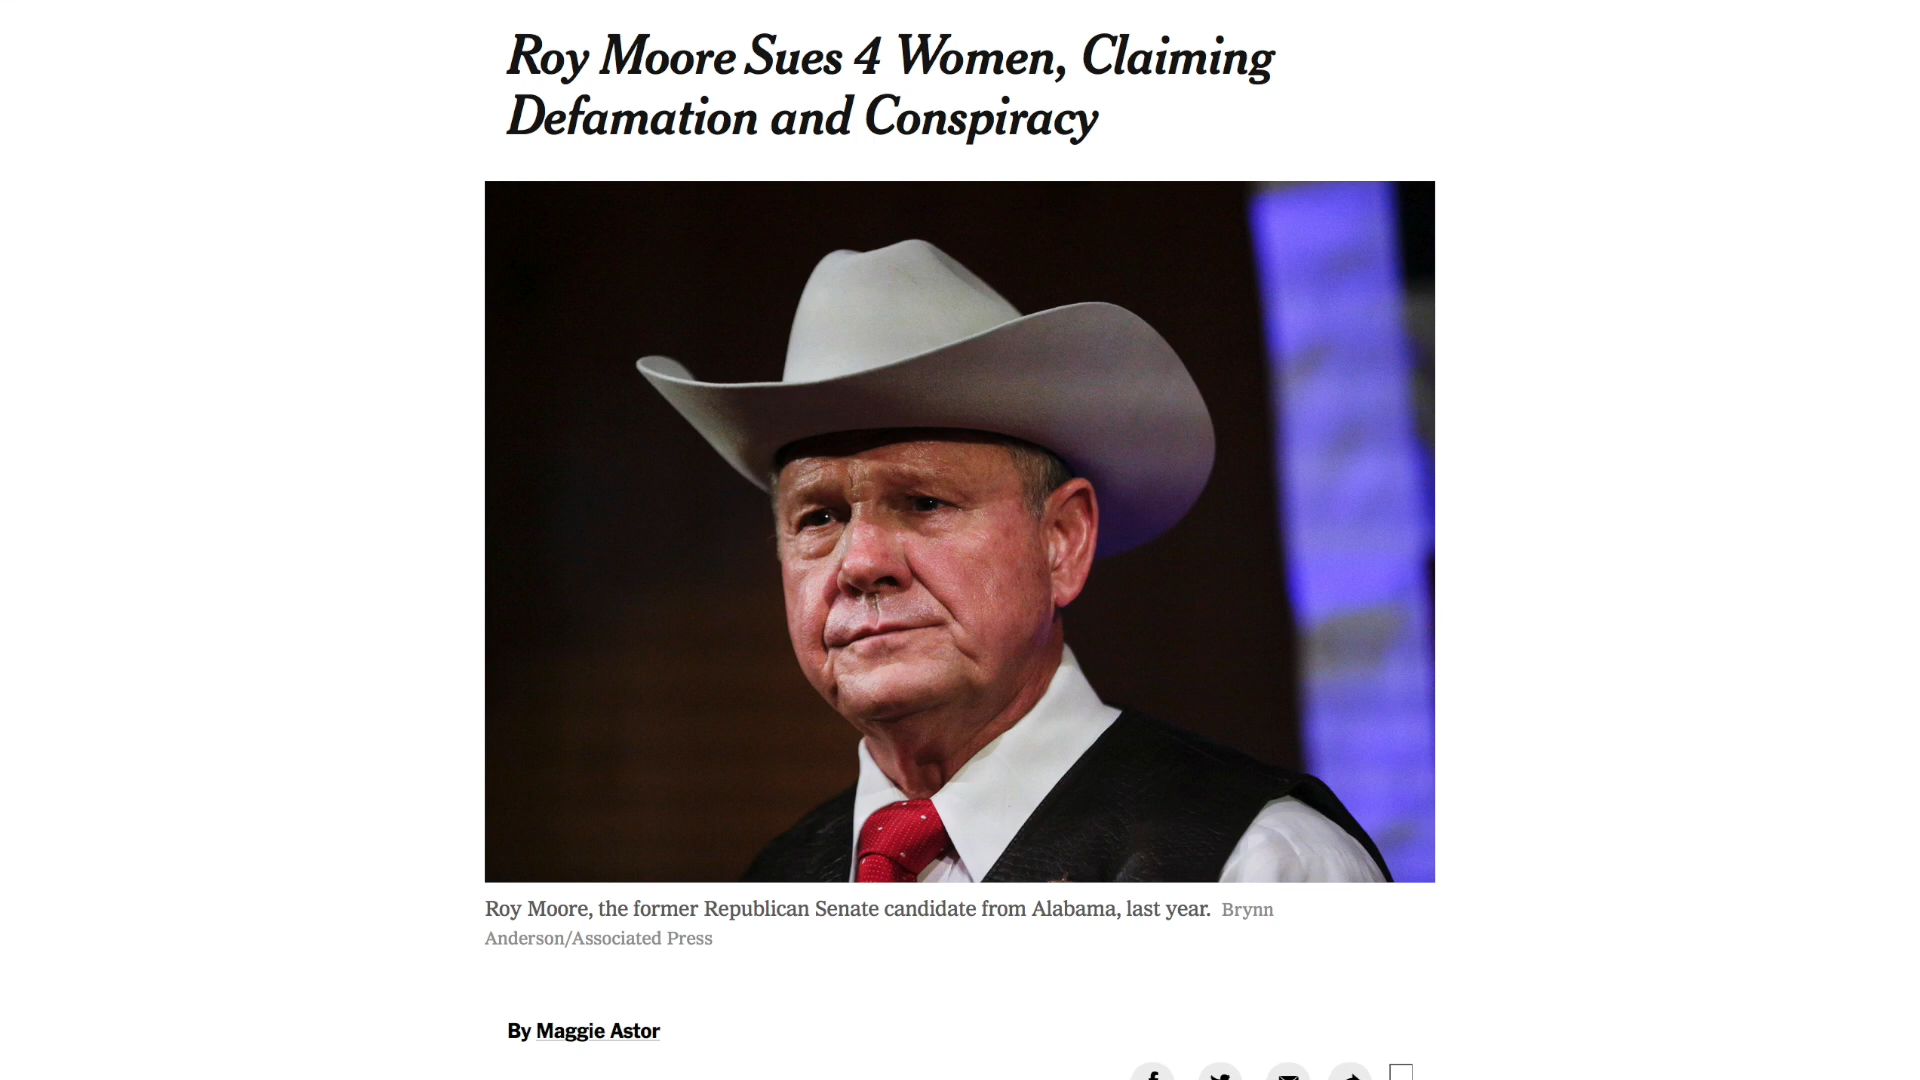 Roy Moore Sues 4 Women, Claiming
Defamation and Conspiracy
Roy Moore, the former Republican Senate candidate from Alabama, last year. Brynn
Anderson/Associated Press
By Maggie Astor